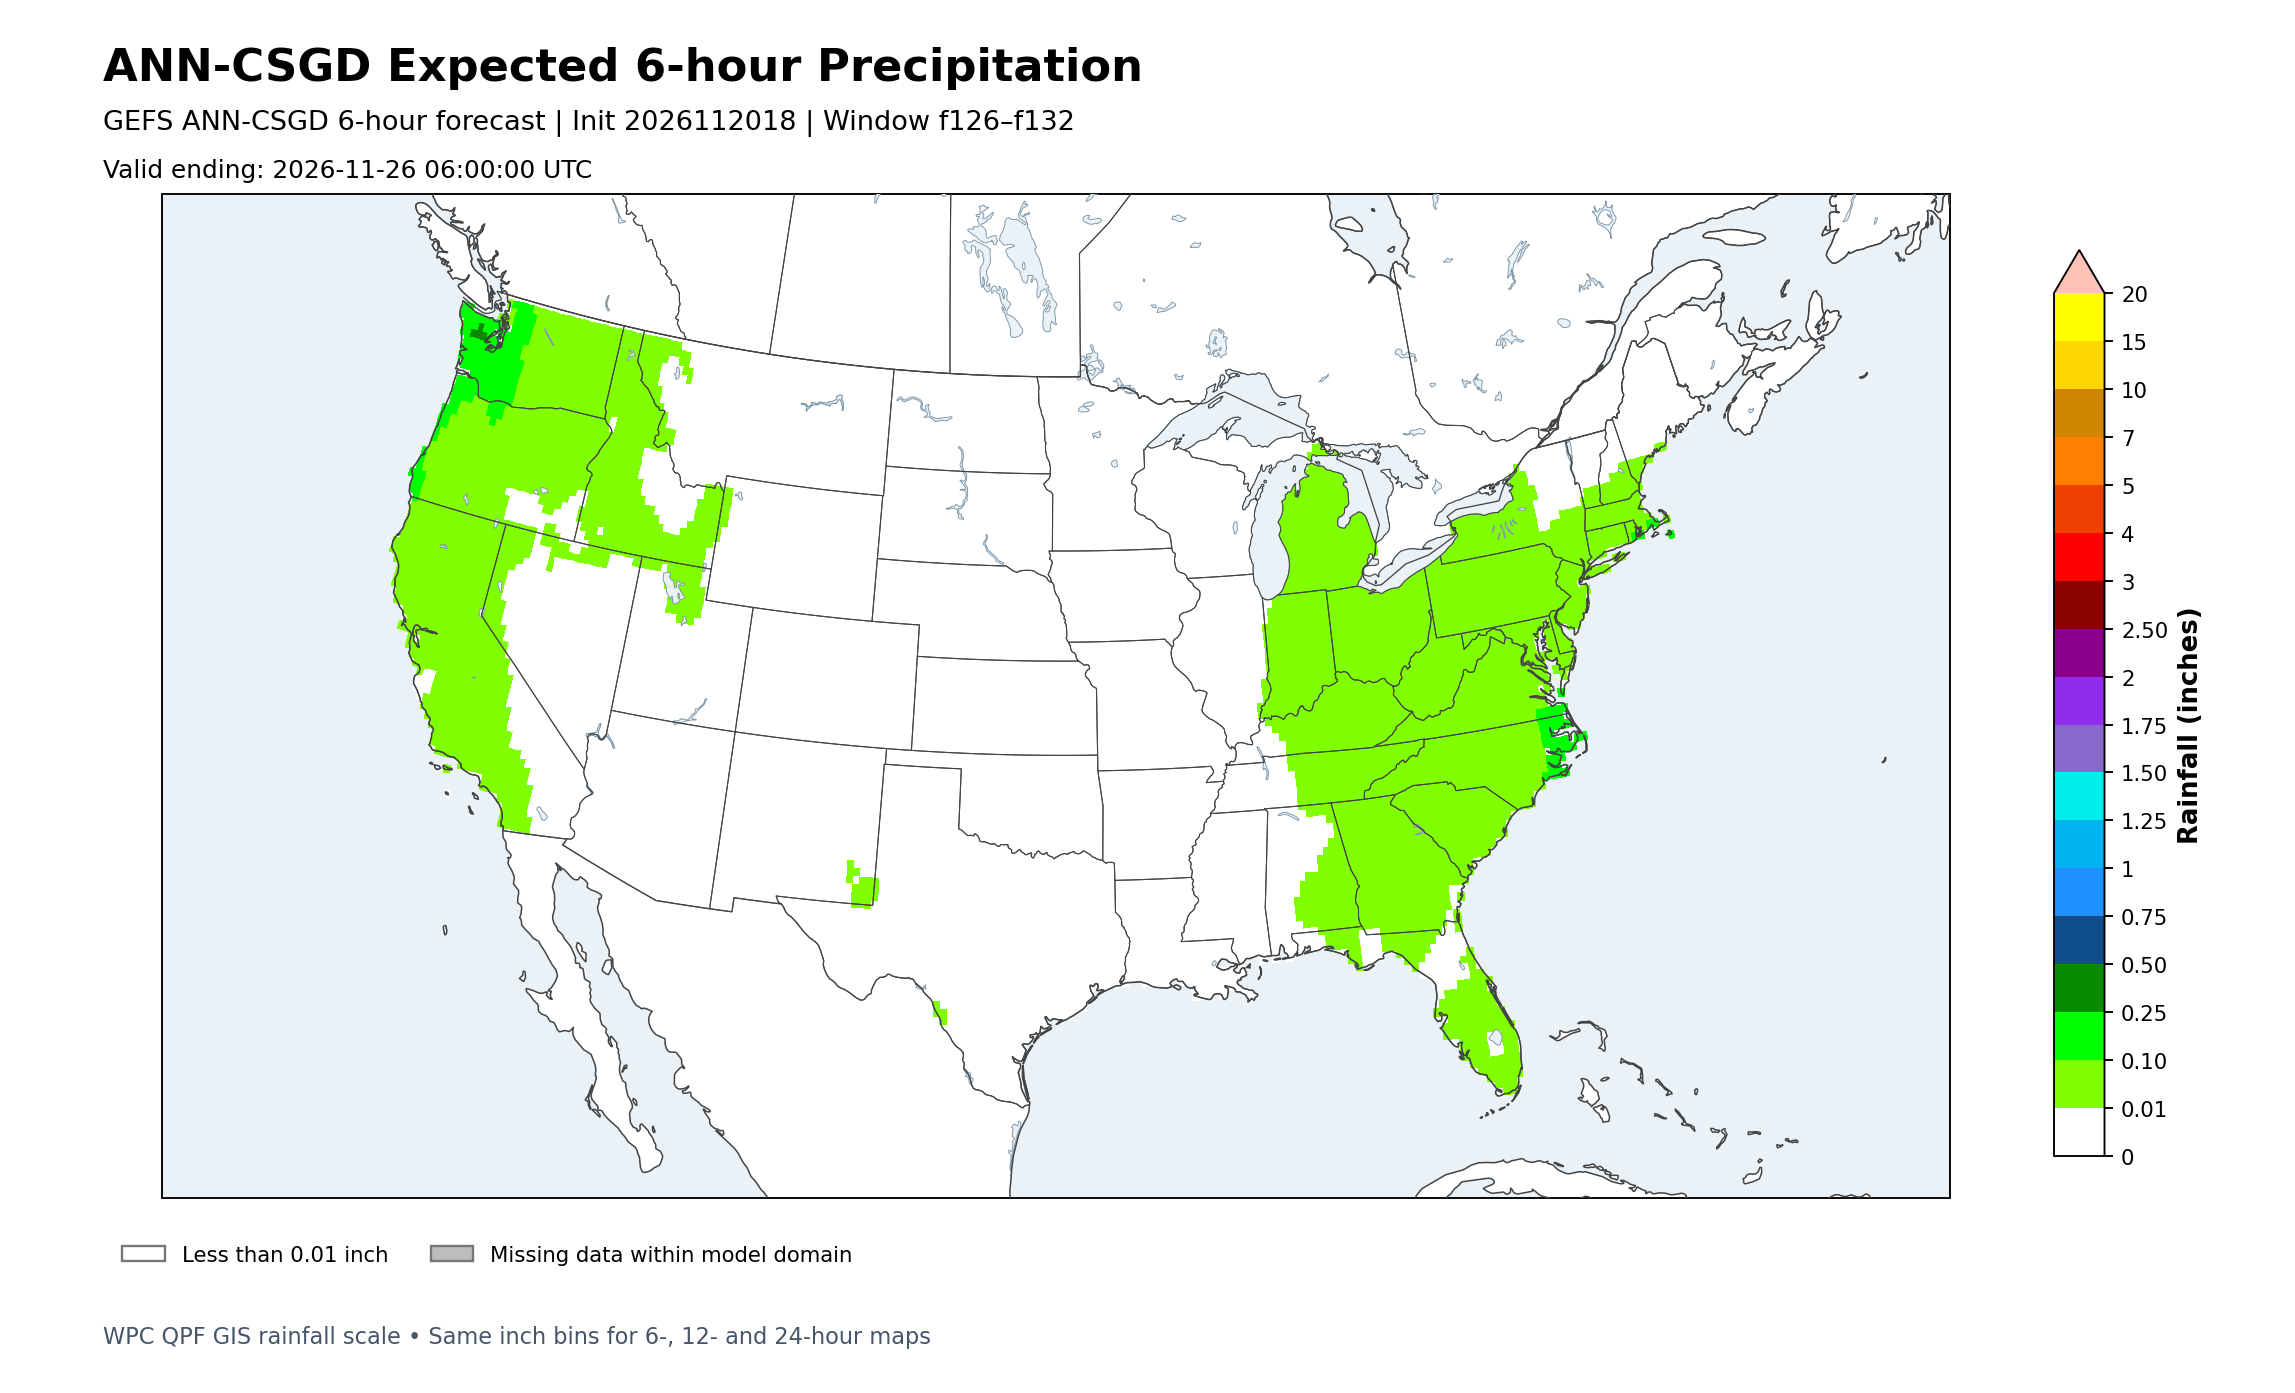 ANN-CSGD Expected 6-hour Precipitation
GEFS ANN-CSGD 6-hour forecast | Init 2026112018 | Window f126–f132
Valid ending: 2026-11-26 06:00:00 UTC
20
15
10
7
5
4
3
2.50
2
1.75
1.50
1.25
1
0.75
0.50
0.25
0.10
0.01
0
Rainfall (inches)
Less than 0.01 inch
Missing data within model domain
WPC QPF GIS rainfall scale • Same inch bins for 6-, 12- and 24-hour maps